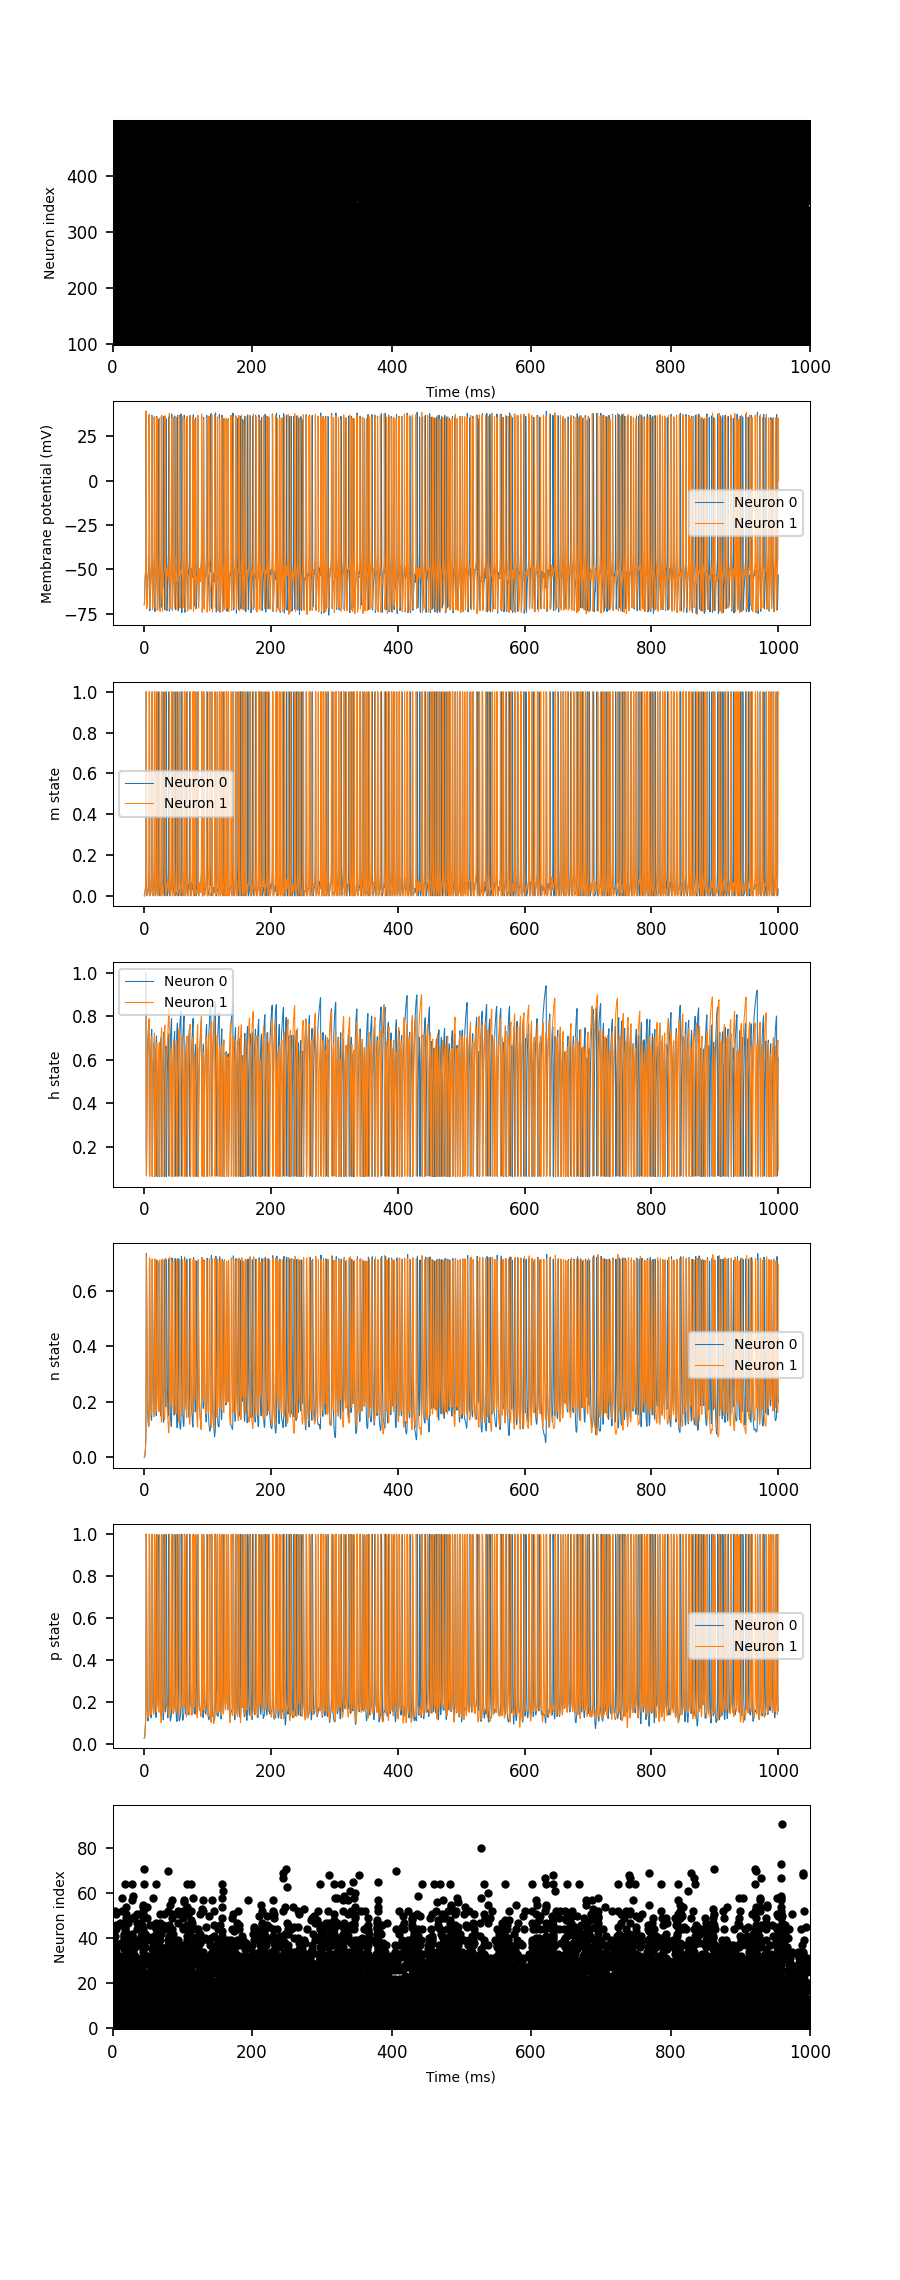 400
300
200
100
Neuron index
0 200 400 600 800 1000
Time (ms)
25
0
−25
−50
−75
Membrane potential (mV)
Neuron 0
Neuron 1
0 200 400 600 800 1000
1.0
0.8
0.6
0.4
0.2
0.0
m state
Neuron 0
Neuron 1
0 200 400 600 800 1000
1.0
0.8
0.6
0.4
0.2
h state
Neuron 0
Neuron 1
0 200 400 600 800 1000
0.6
0.4
0.2
0.0
n state
Neuron 0
Neuron 1
0 200 400 600 800 1000
1.0
0.8
0.6
0.4
0.2
0.0
p state
Neuron 0
Neuron 1
0 200 400 600 800 1000
80
60
40
20
0
Neuron index
0 200 400 600 800 1000
Time (ms)